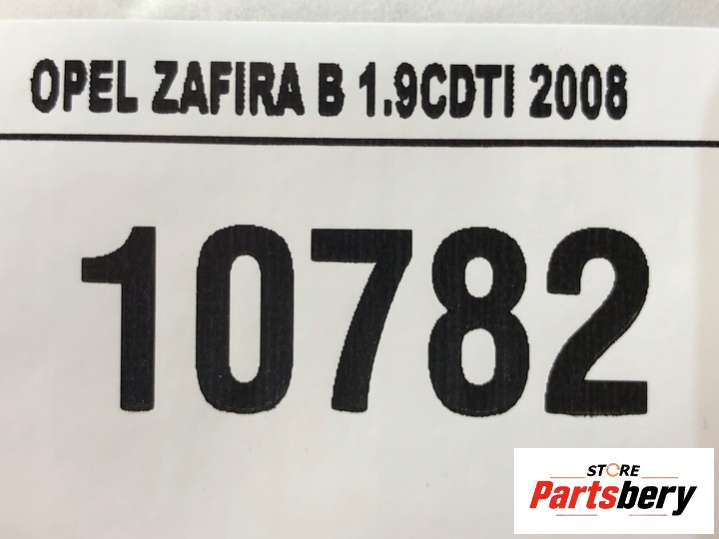 OPEL ZAFIRA B 1.9CDTI 2008
10782
STORE
Partsbery